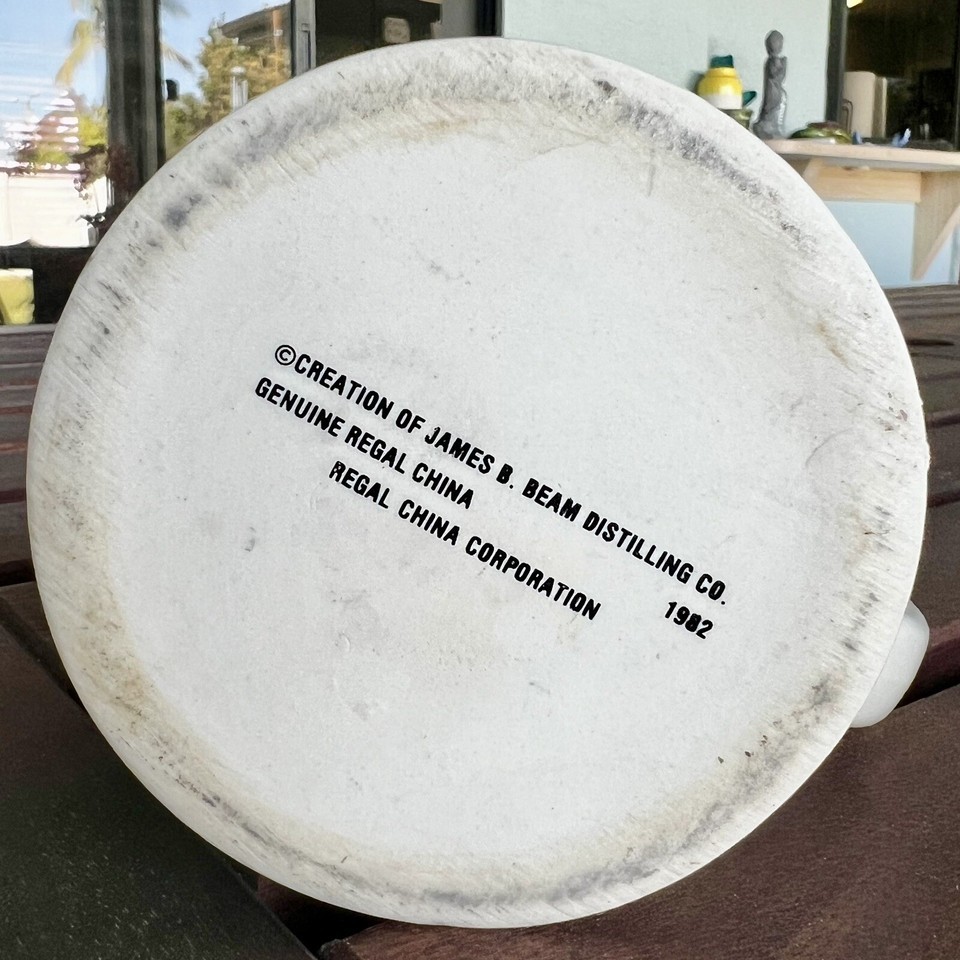 ©CREATION OF JAMES B. BEAM DISTILLING CO.
GENUINE REGAL CHINA
REGAL CHINA CORPORATION 1982